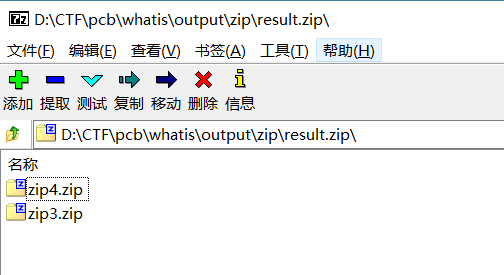 D:\CTF\pcb\whatis\output\zip\result.zip\
文件(F) 编辑(E) 查看(V) 书签(A) 工具(T) 帮助(H)
添加 提取 测试 复制 移动 删除 信息
D:\CTF\pcb\whatis\output\zip\result.zip\
名称
zip4.zip
zip3.zip